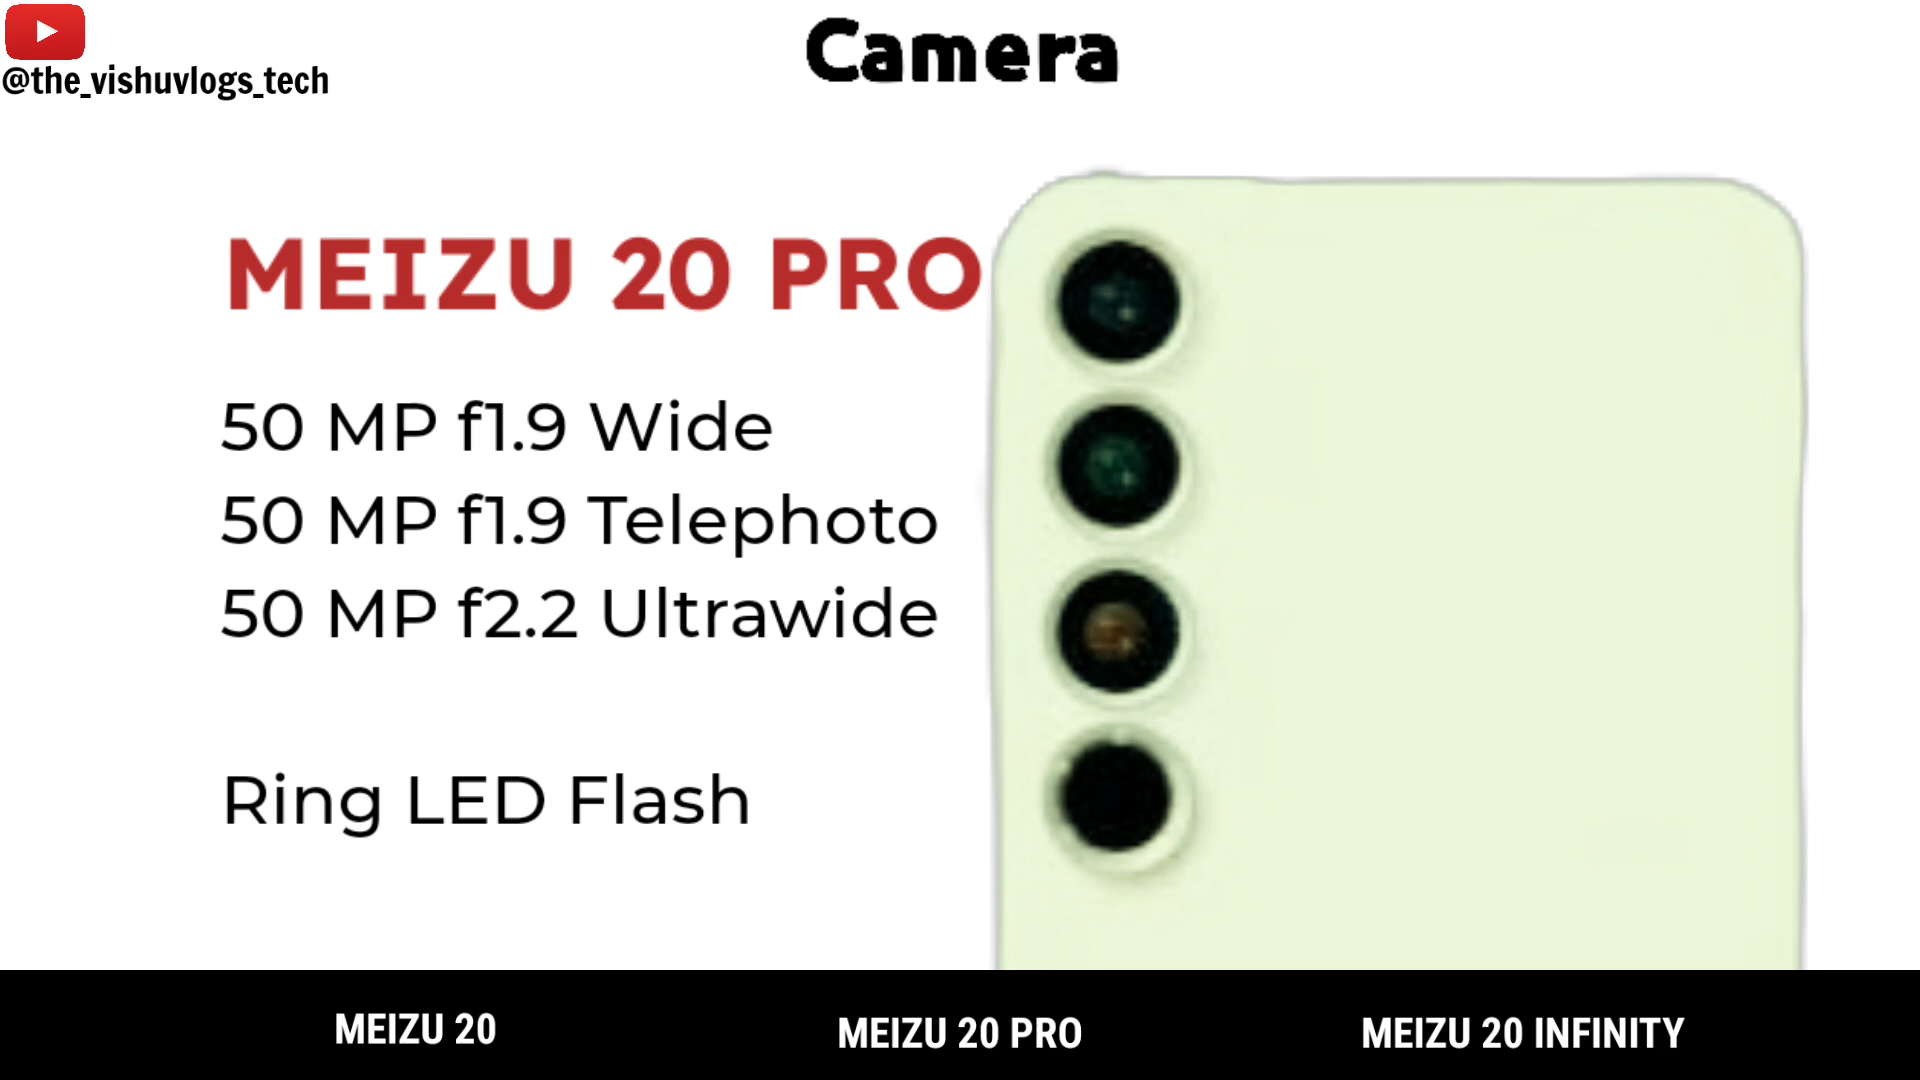 @the_vishuvlogs_tech
Camera
MEIZU 20 PRO
50 MP f1.9 Wide
50 MP f1.9 Telephoto
50 MP f2.2 Ultrawide
Ring LED Flash
MEIZU 20
MEIZU 20 PRO
MEIZU 20 INFINITY